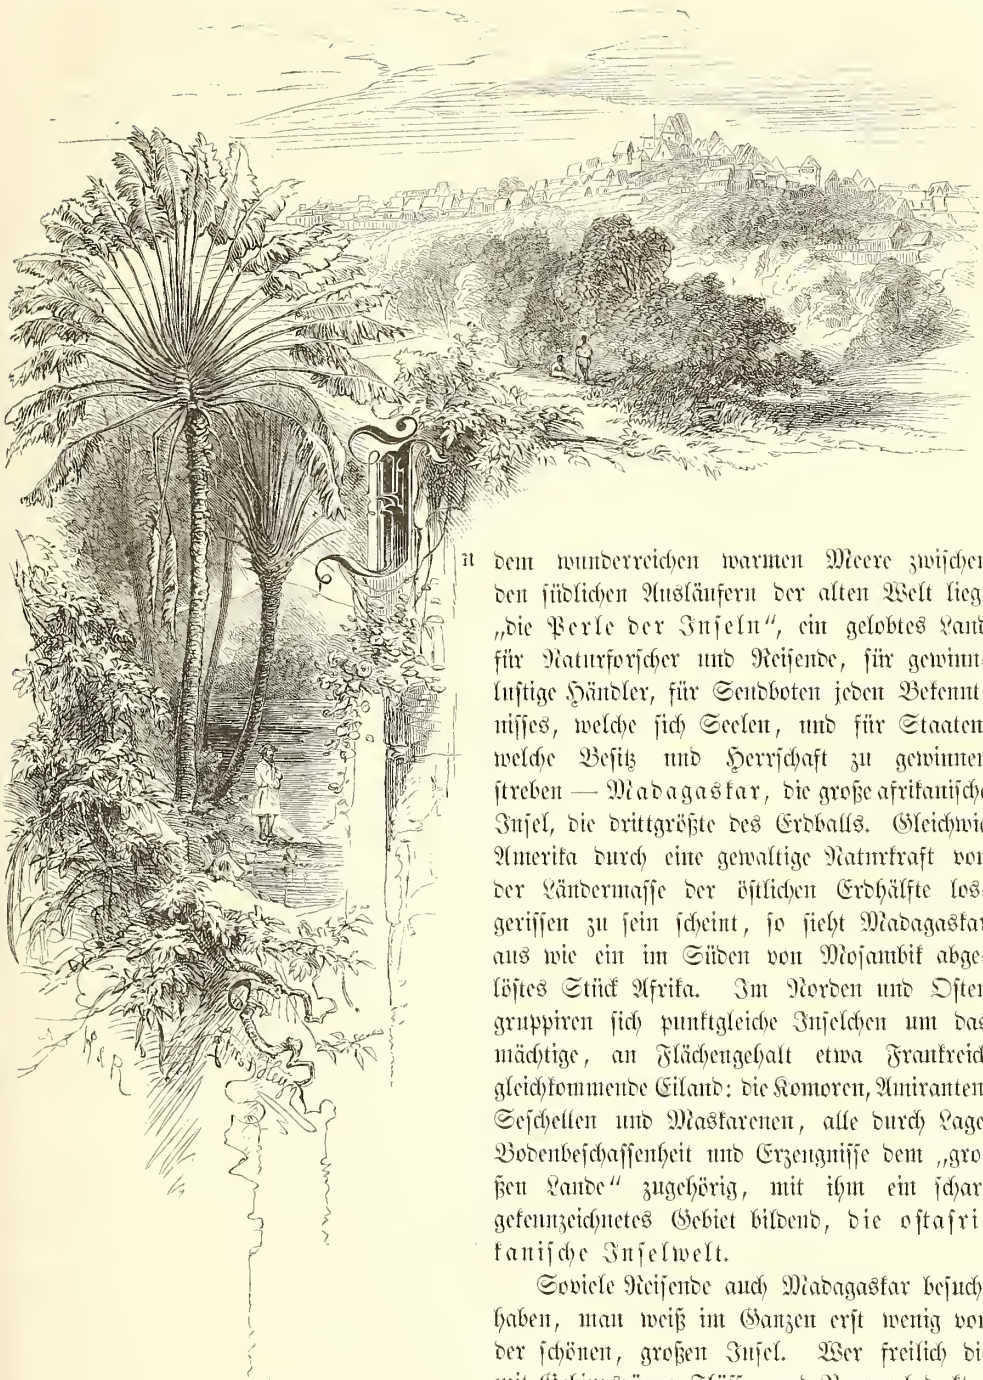 In dem wunderreichen warmen Meere zwischen
den südlichen Ausläufern der alten Welt lieg
„die Perle der Inseln“, ein gelobtes Land
für Naturforscher und Reisende, für gewinn-
lustige Händler, für Sendboten jeden Bekennt-
nisses, welche sich Seelen, und für Staaten
welche Besitz und Herrschaft zu gewinnen
streben — Madagaskar, die große afrikanische
Insel, die drittgrößte des Erdballs. Gleichwie
Amerika durch eine gewaltige Naturkraft von
der Ländermasse der östlichen Erdhälfte los-
gerissen zu sein scheint, so sieht Madagaskar
aus wie ein im Süden von Mosambik abge-
löstes Stück Afrika. Im Norden und Osten
gruppiren sich punktgleiche Inselchen um das
mächtige, an Flächengehalt etwa Frankreich
gleichkommende Eiland: die Komoren, Amiranten
Seschellen und Maskarenen, alle durch Lage
Bodenbeschaffenheit und Erzeugnisse dem „gro-
ßen Lande“ zugehörig, mit ihm ein schar
gekennzeichnetes Gebiet bildend, die ostafri-
kanische Inselwelt.
Soviele Reisende auch Madagaskar besuch
haben, man weiß im Ganzen erst wenig von
der schönen, großen Insel. Wer freilich die